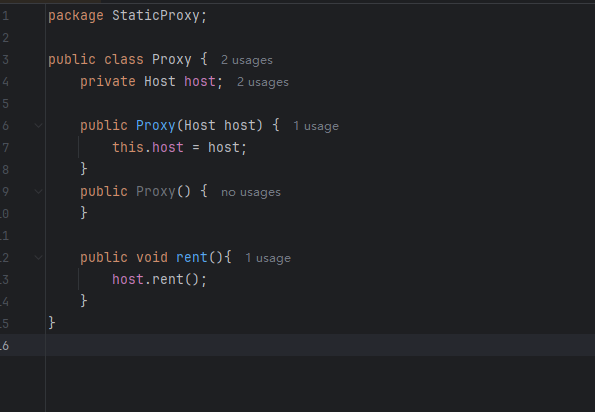 1 package StaticProxy;
2
3 public class Proxy { 2 usages
4 private Host host; 2 usages
5
6 public Proxy(Host host) { 1 usage
7 this.host = host;
8 }
9 public Proxy() { no usages
10 }
11
12 public void rent(){ 1 usage
13 host.rent();
14 }
15 }
16